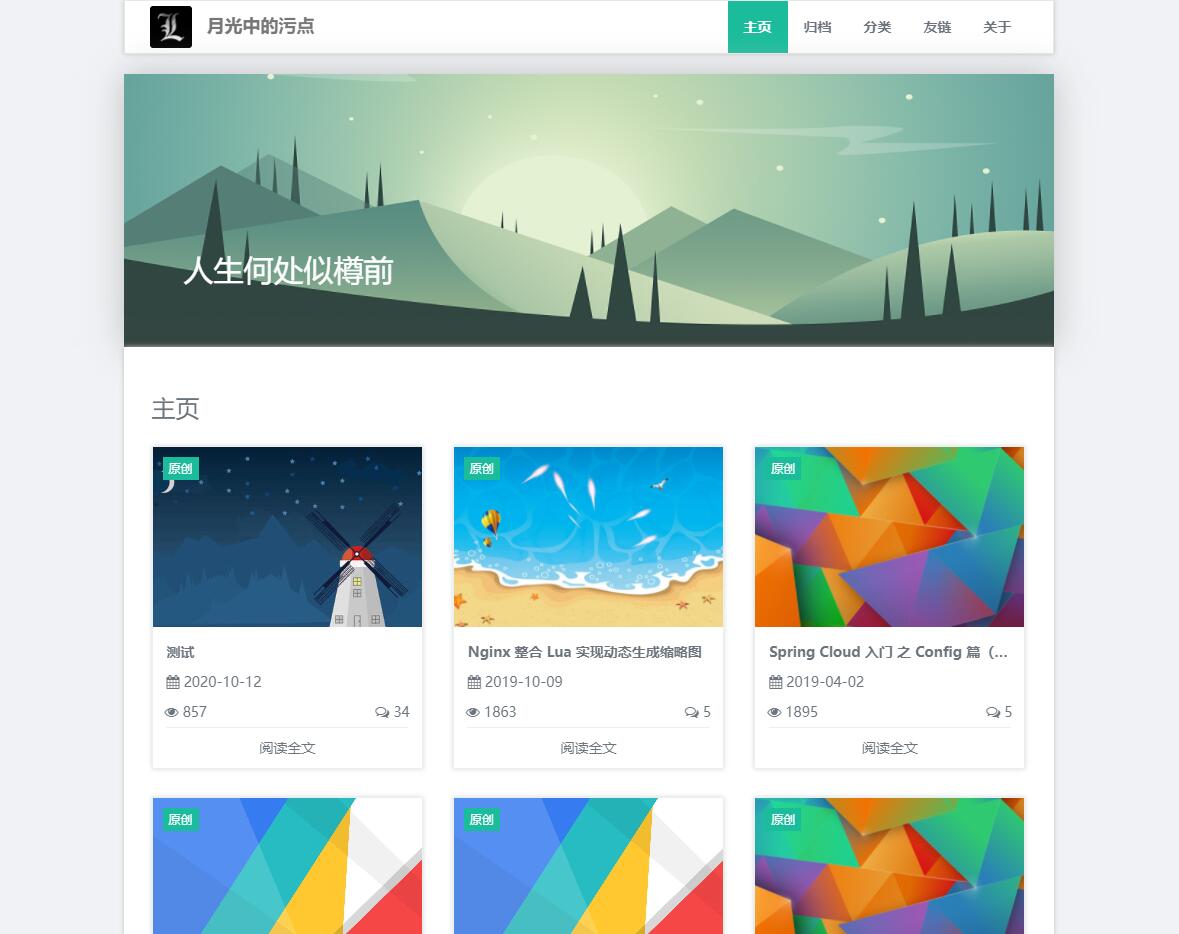 月光中的污点
主页 归档 分类 友链 关于
人生何处似樽前
主页
原创 原创 原创
测试
2020-10-12
857 34
阅读全文
Nginx 整合 Lua 实现动态生成缩略图
2019-10-09
1863 5
阅读全文
Spring Cloud 入门 之 Config 篇（...
2019-04-02
1895 5
阅读全文
原创 原创 原创